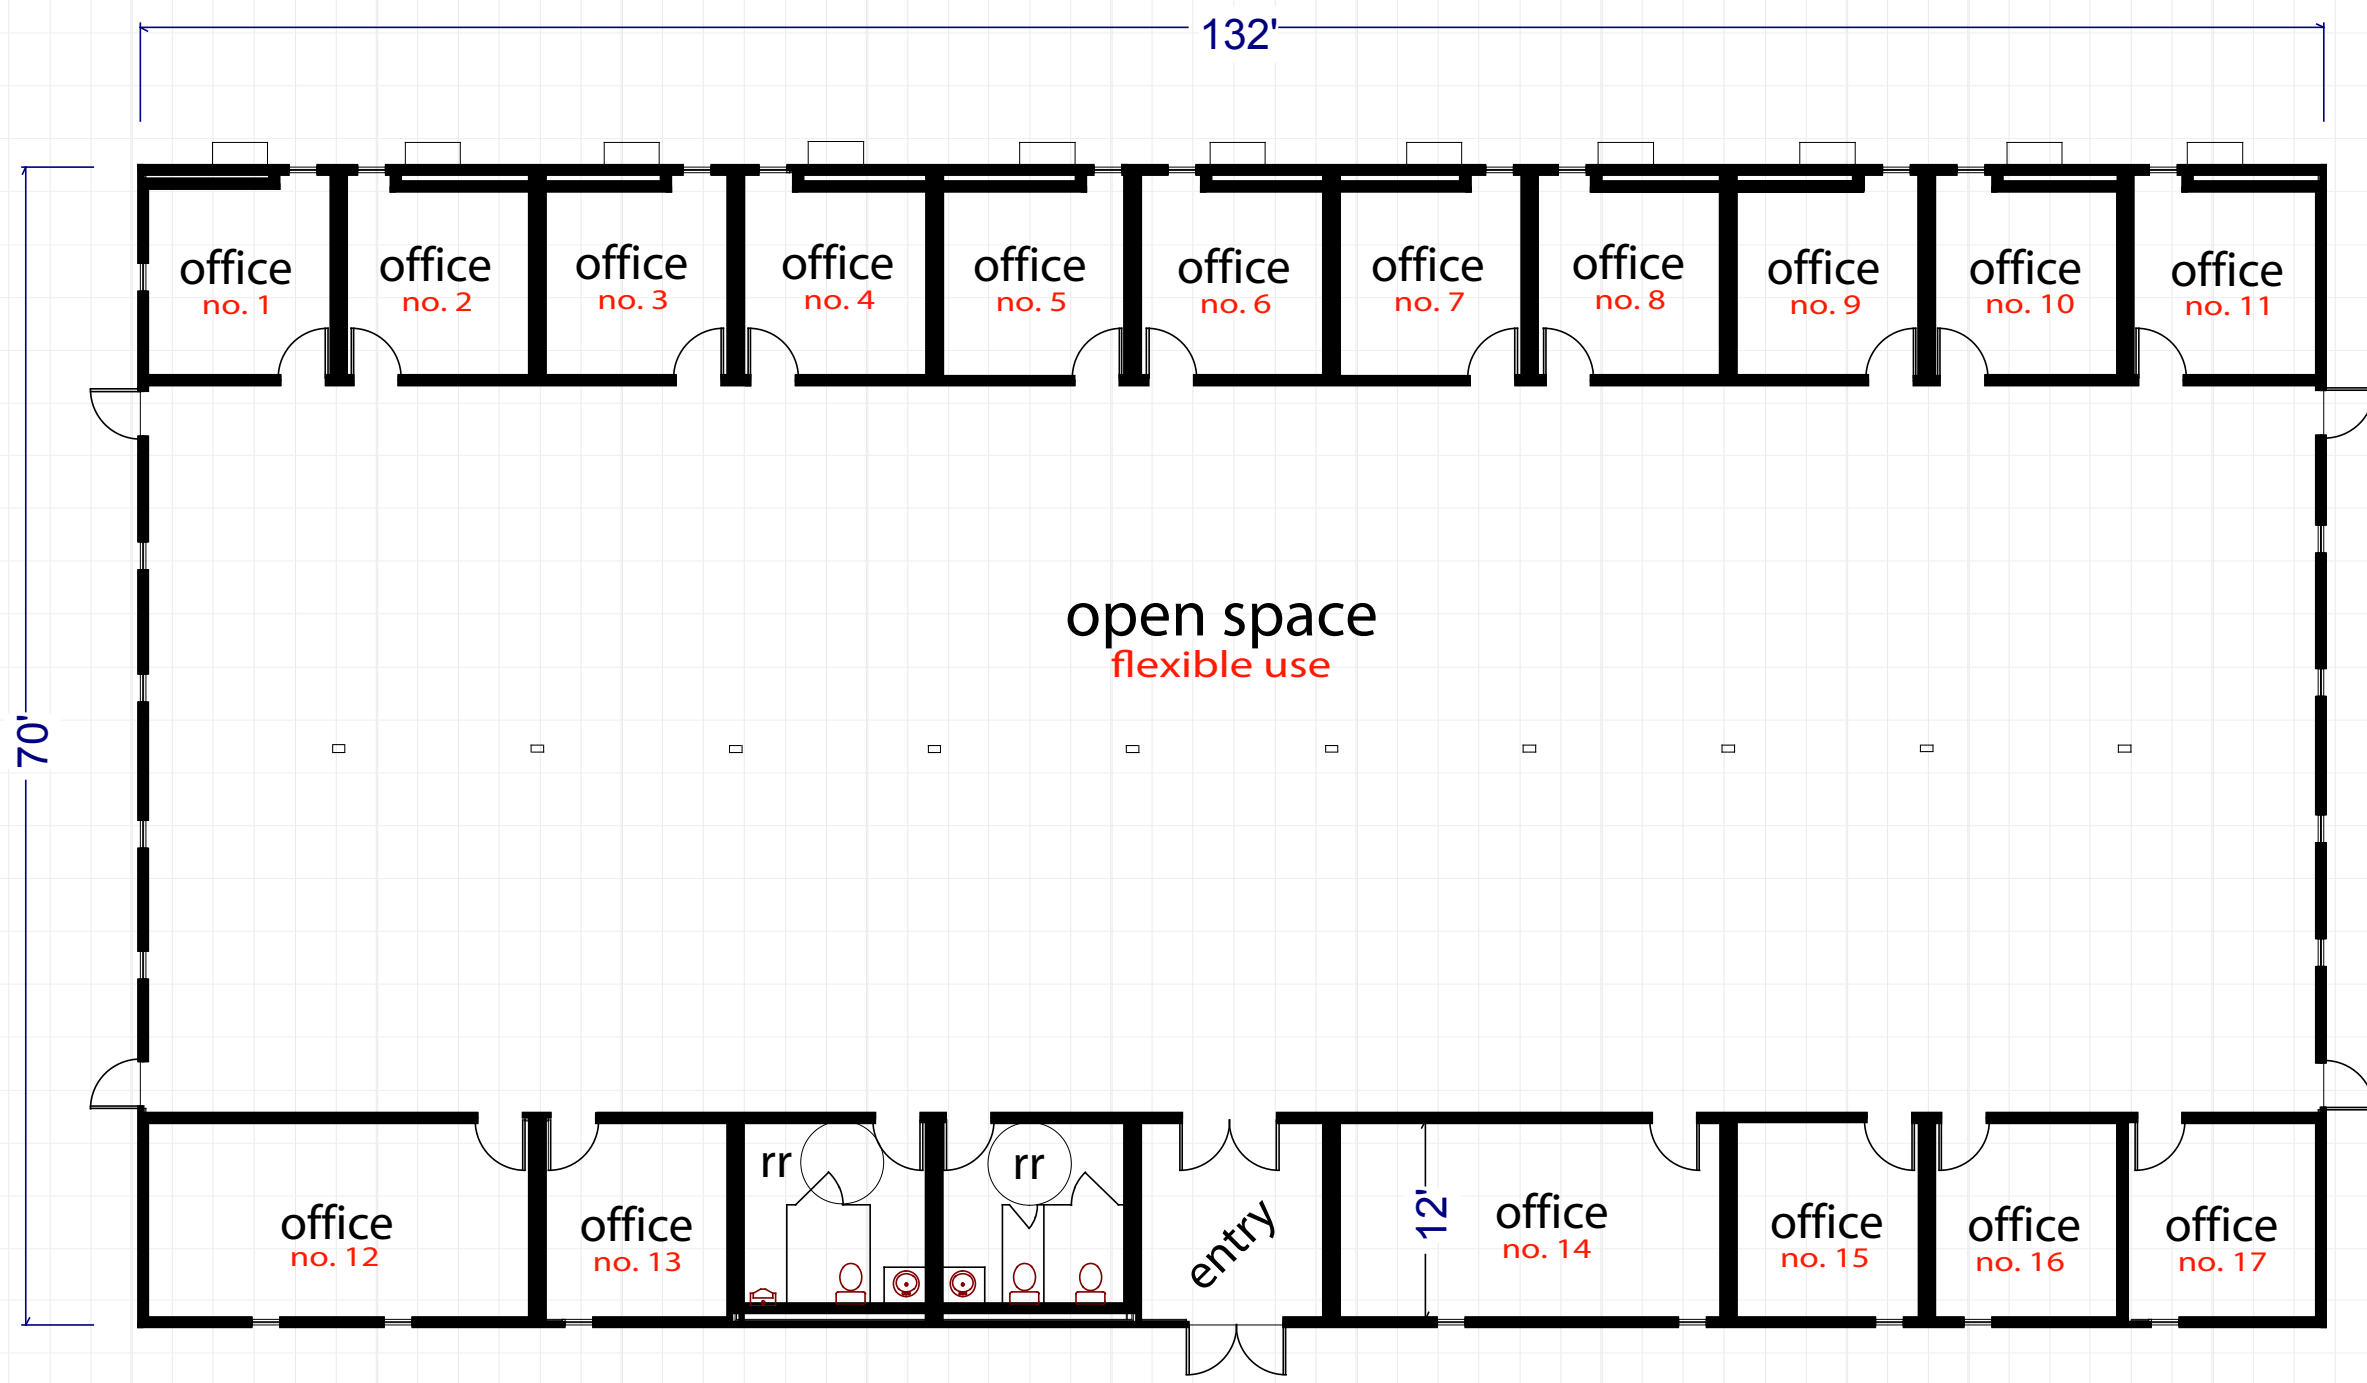 132'
office
no. 1
office
no. 2
office
no. 3
office
no. 4
office
no. 5
office
no. 6
office
no. 7
office
no. 8
office
no. 9
office
no. 10
office
no. 11
open space
flexible use
70'
rr
rr
entry
12'
office
no. 12
office
no. 13
office
no. 14
office
no. 15
office
no. 16
office
no. 17